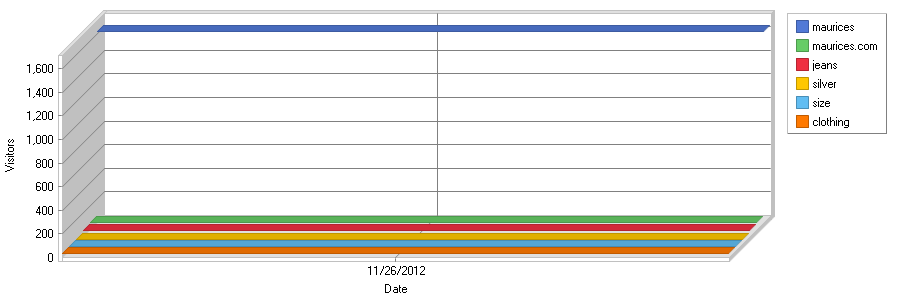 1,600
1,400
1,200
1,000
800
600
400
200
0
Visitors
11/26/2012
Date
maurices
maurices.com
jeans
silver
size
clothing